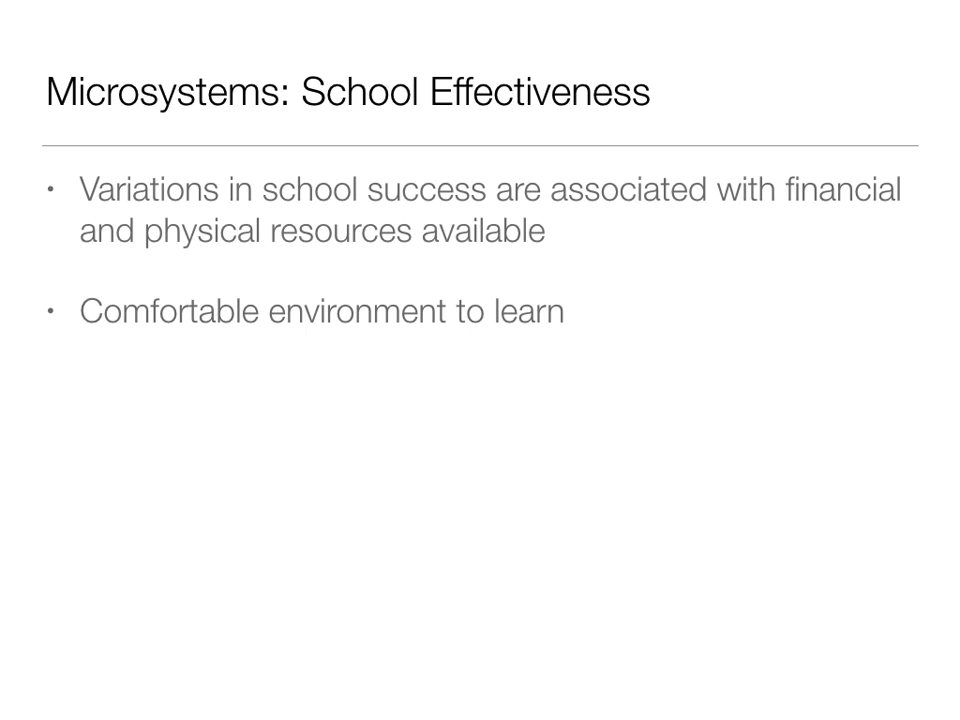 Microsystems: School Effectiveness
• Variations in school success are associated with financial
and physical resources available
• Comfortable environment to learn